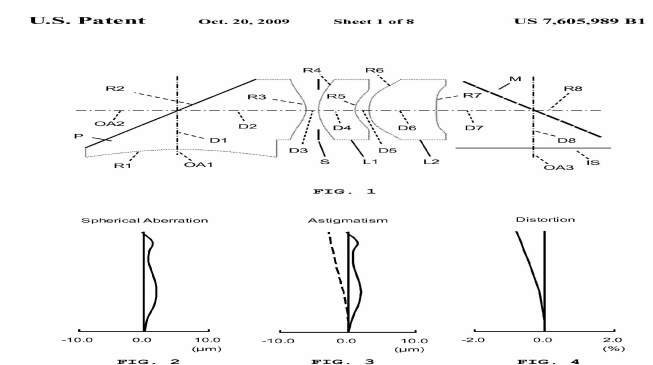 U.S. Patent Oct. 20, 2009 Sheet 1 of 8 US 7,605,989 B1
R2 R3 R4 R5 R6 R7 M R8
OA2 D2 D4 D6 D7
P D1 D3 D5 D8
R1 OA1 S L1 L2 OA3 IS
FIG. 1
Spherical Aberration Astigmatism Distortion
-10.0 0.0 10.0 -10.0 0.0 10.0 -2.0 0.0 2.0
(μm) (μm) (%)
FIG. 2 FIG. 3 FIG. 4